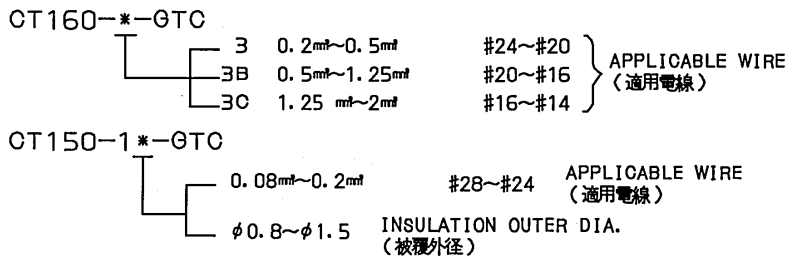 CT160-*-GTC
3 0.2㎟~0.5㎟ #24~#20
3B 0.5㎟~1.25㎟ #20~#16
3C 1.25 ㎟~2㎟ #16~#14
APPLICABLE WIRE
(適用電線)
CT150-1*-GTC
0.08㎟~0.2㎟ #28~#24 APPLICABLE WIRE
(適用電線)
φ0.8~φ1.5 INSULATION OUTER DIA.
(被覆外径)